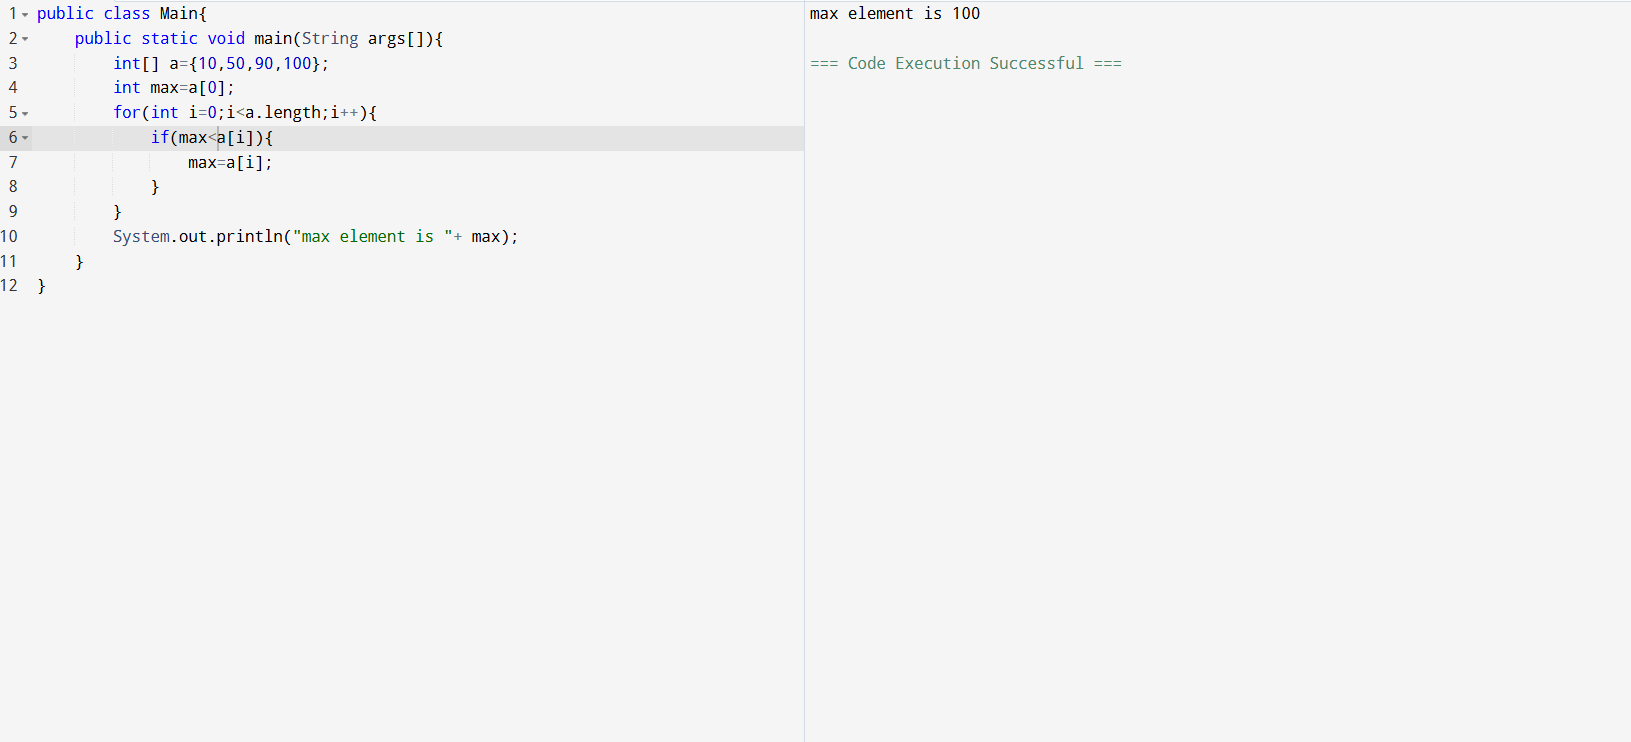 1 public class Main{
2     public static void main(String args[]){
3         int[] a={10,50,90,100};
4         int max=a[0];
5         for(int i=0;i<a.length;i++){
6             if(max<a[i]){
7                 max=a[i];
8             }
9         }
10         System.out.println("max element is "+ max);
11     }
12 }
max element is 100
=== Code Execution Successful ===